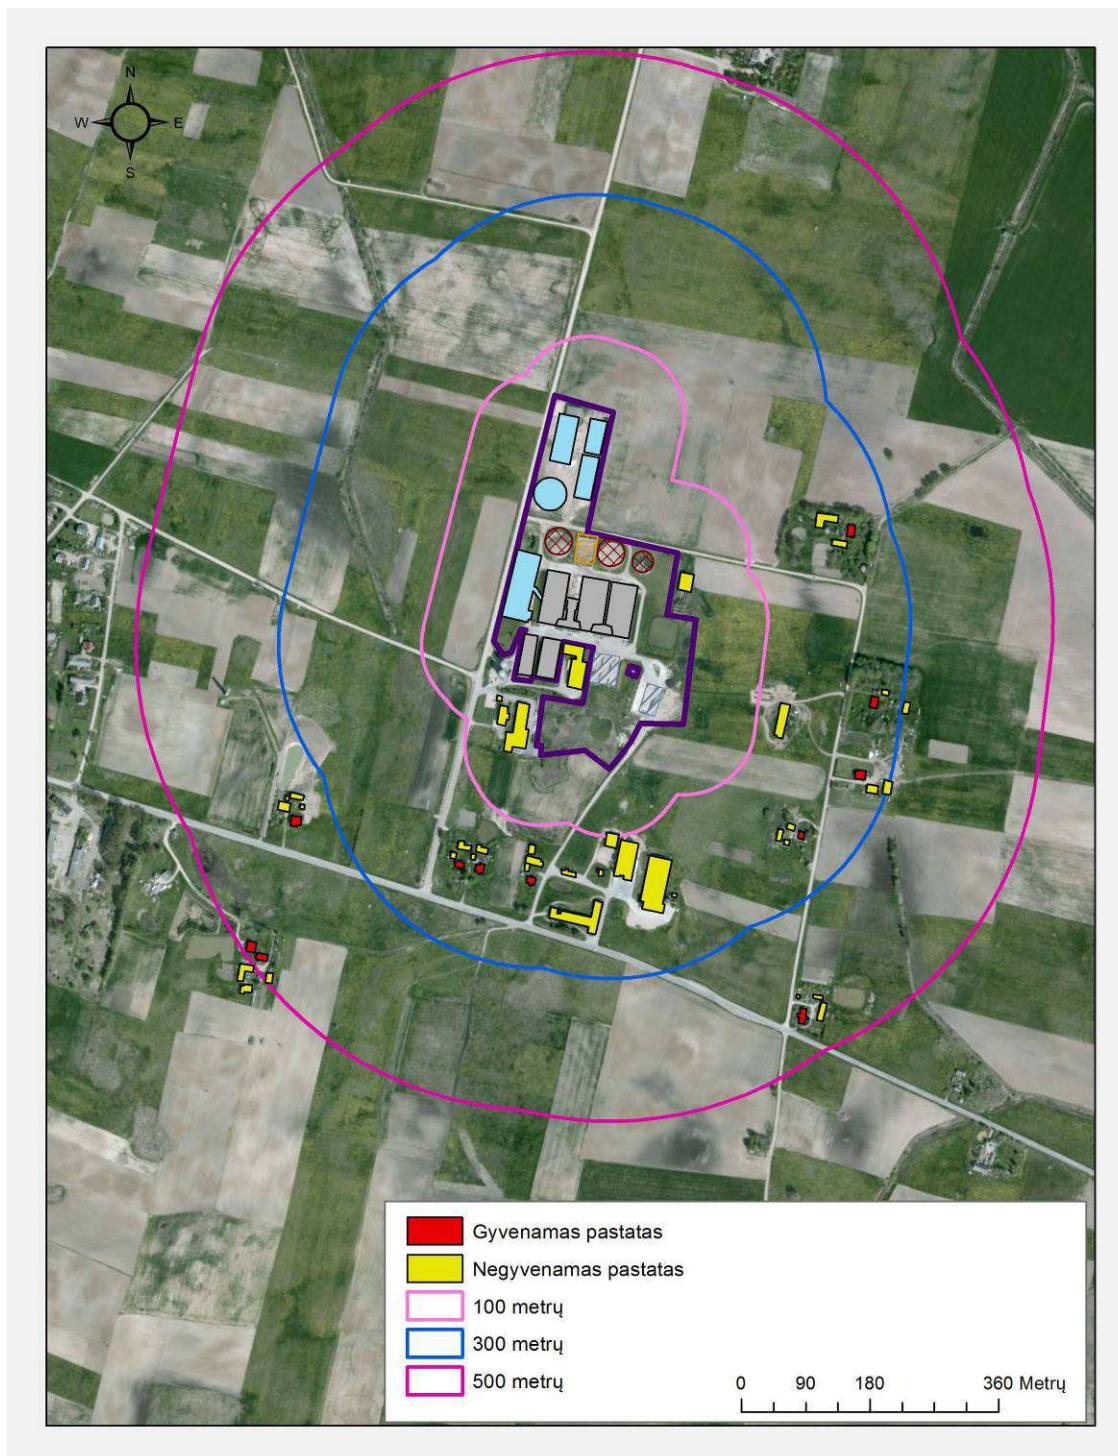 N
W E
S
Gyvenamas pastatas
Negyvenamas pastatas
100 metrų
300 metrų
500 metrų
0 90 180 360 Metrų